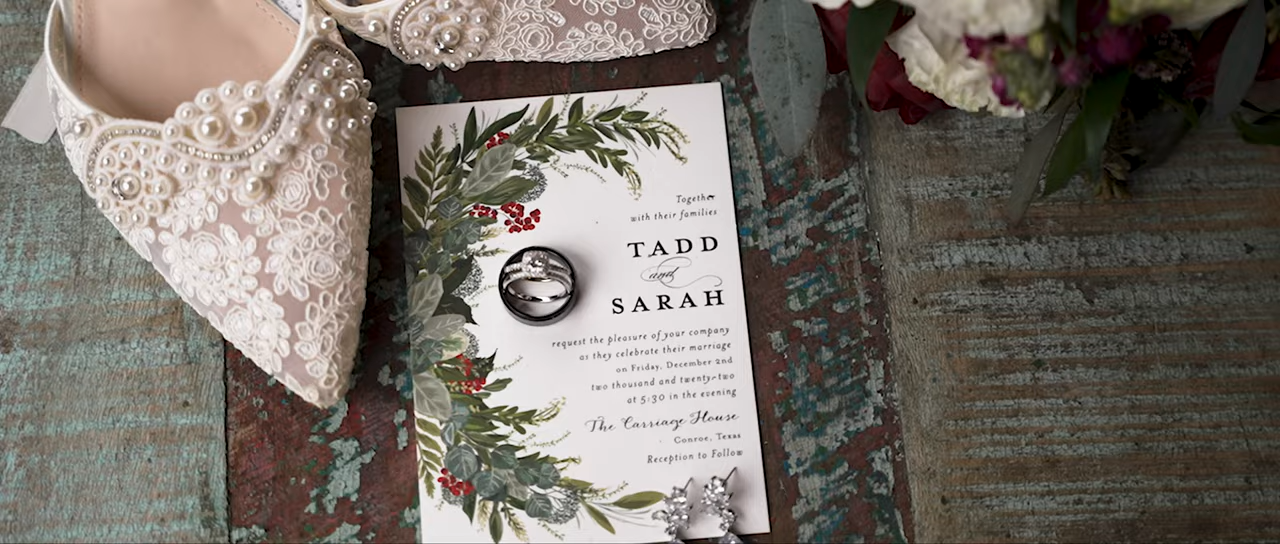 Together
with their families
TADD
and
SARAH
request the pleasure of your company
as they celebrate their marriage
on Friday, December 2nd
two thousand and twenty-two
at 5:30 in the evening
The Carriage House
Conroe, Texas
Reception to Follow